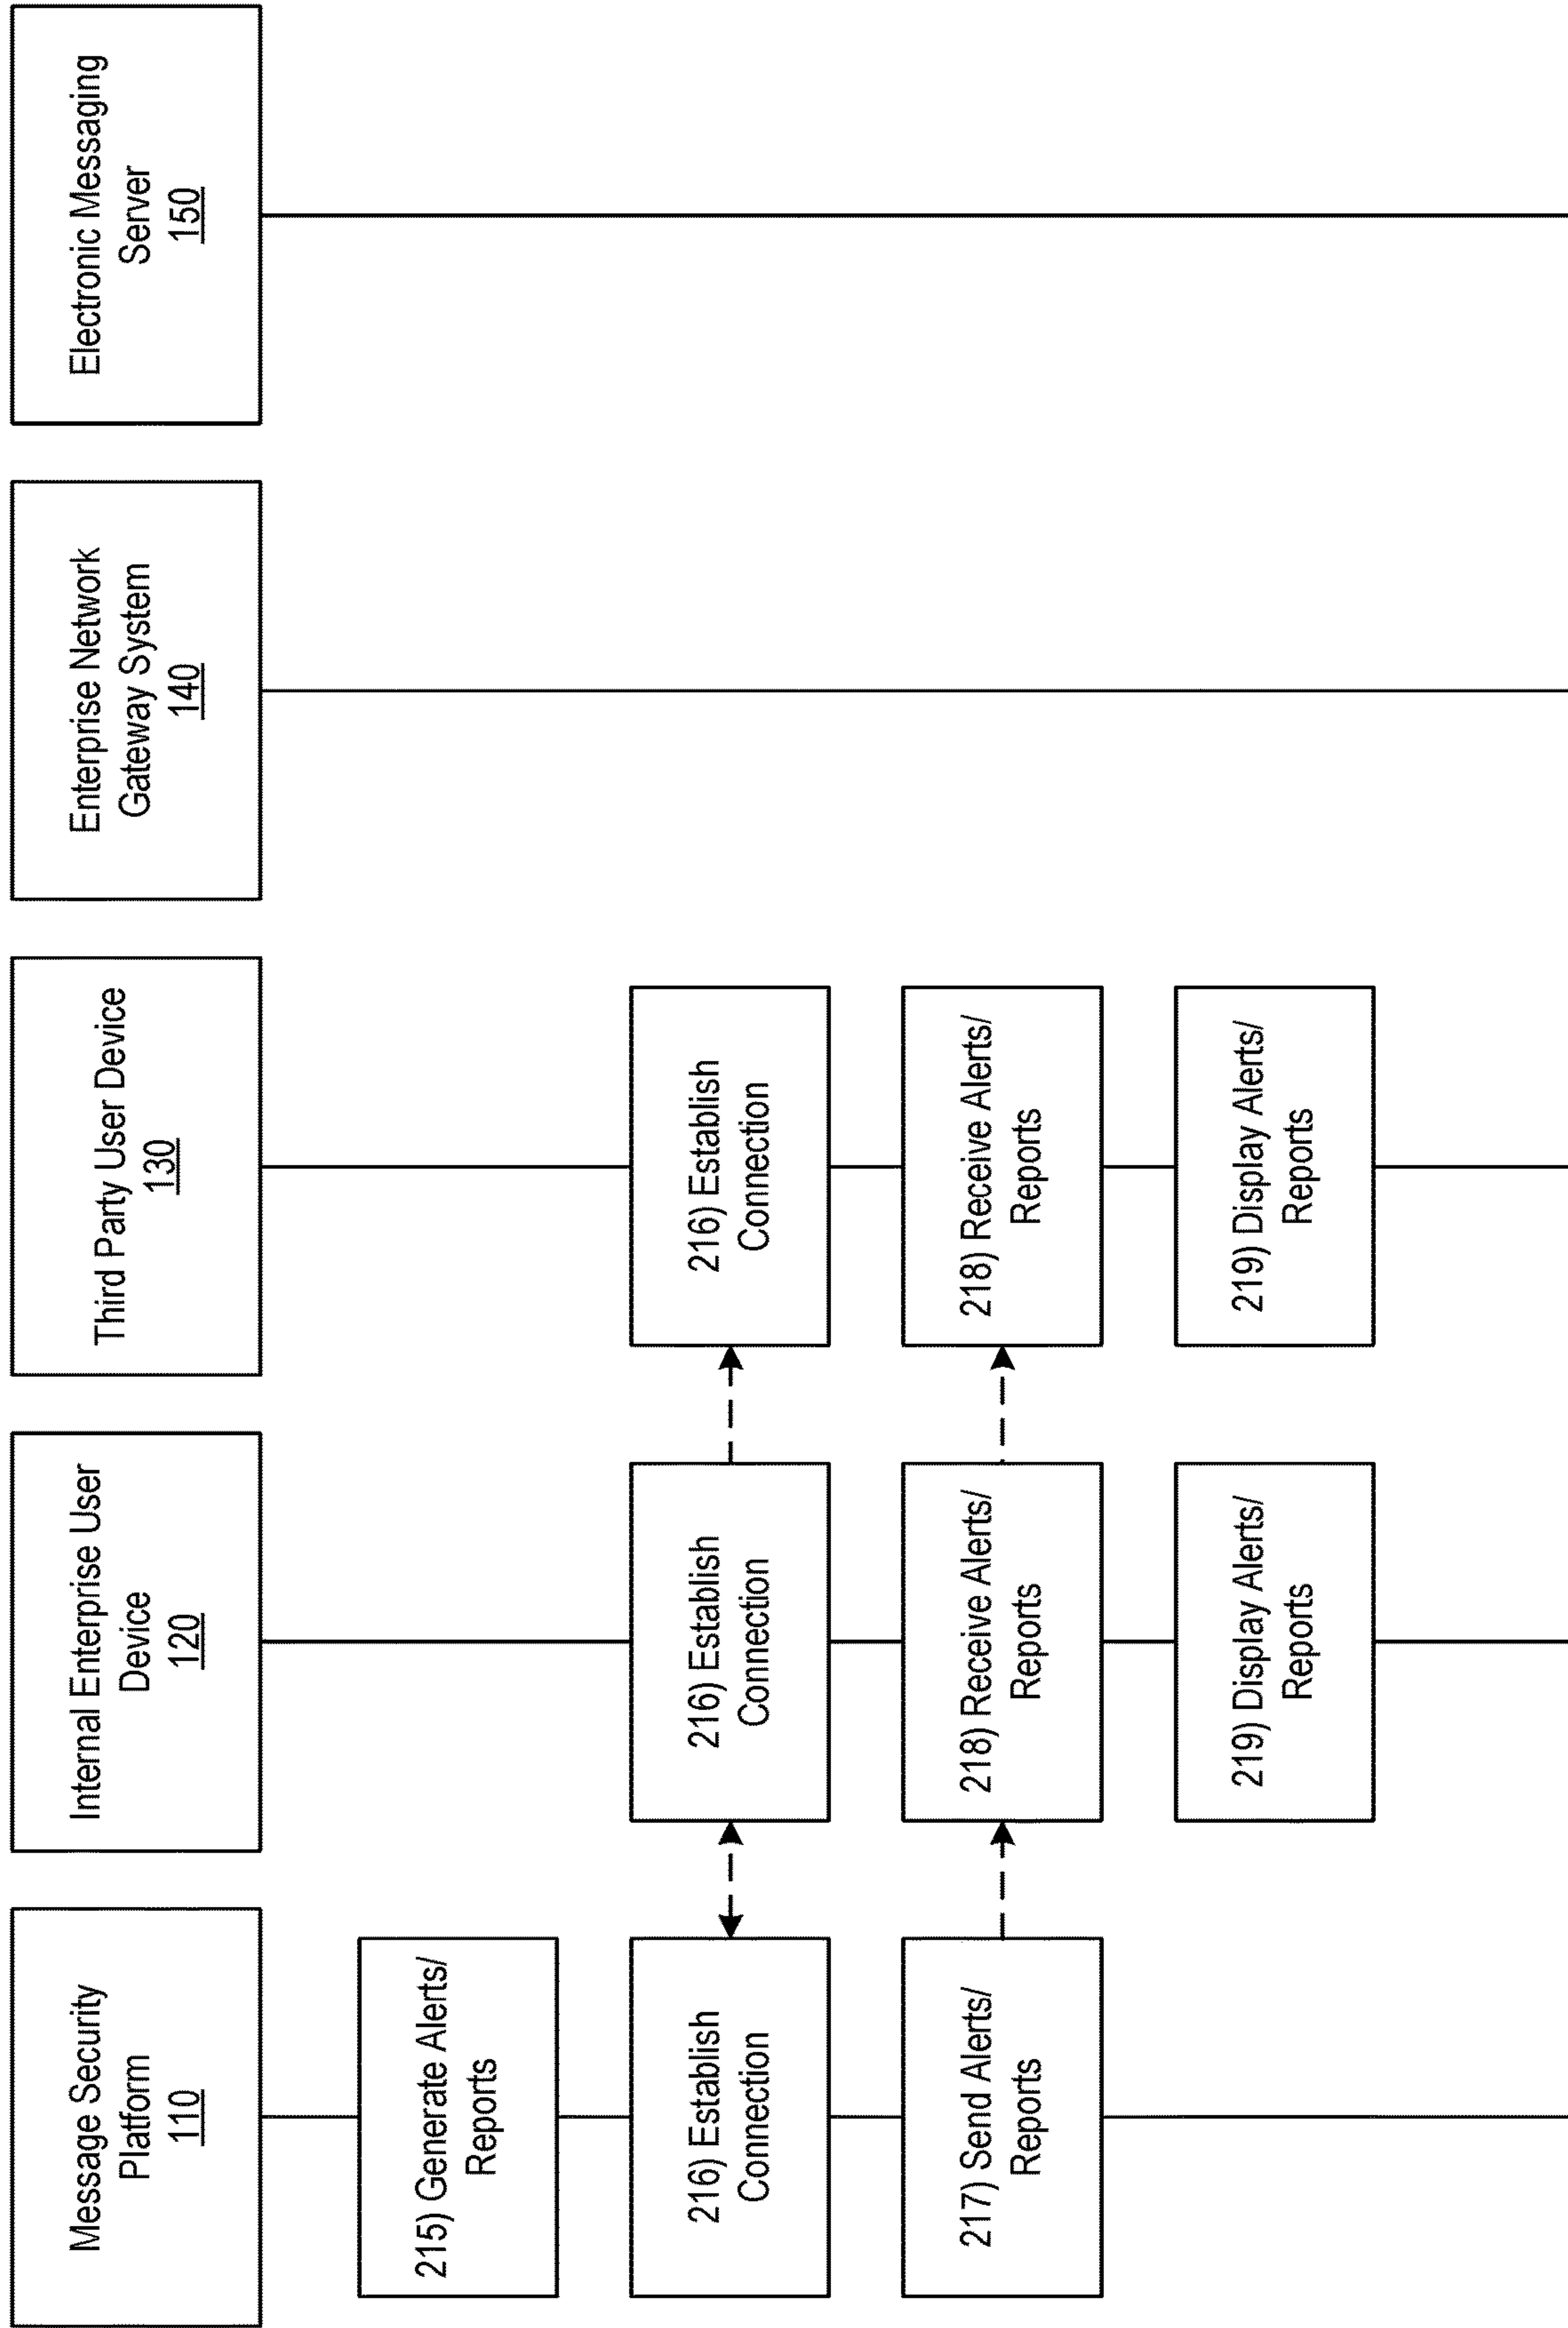 Message Security
Platform
110
Internal Enterprise User
Device
120
Third Party User Device
130
Enterprise Network
Gateway System
140
Electronic Messaging
Server
150
215) Generate Alerts/
Reports
216) Establish
Connection
216) Establish
Connection
216) Establish
Connection
217) Send Alerts/
Reports
218) Receive Alerts/
Reports
218) Receive Alerts/
Reports
219) Display Alerts/
Reports
219) Display Alerts/
Reports